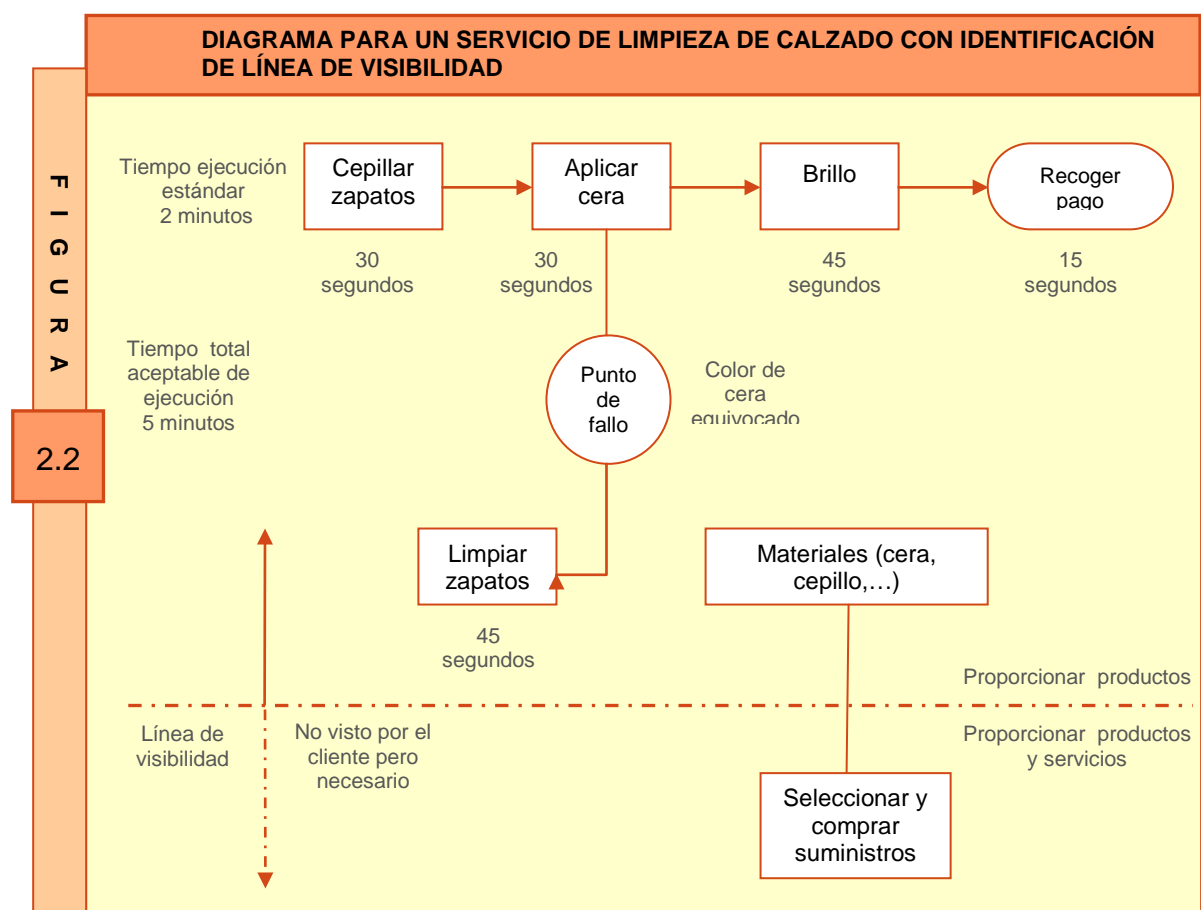 DIAGRAMA PARA UN SERVICIO DE LIMPIEZA DE CALZADO CON IDENTIFICACIÓN
DE LÍNEA DE VISIBILIDAD
FIGURA
2.2
Tiempo ejecución
estándar
2 minutos
Cepillar
zapatos
Aplicar
cera
Brillo
Recoger
pago
30
segundos
30
segundos
45
segundos
15
segundos
Tiempo total
aceptable de
ejecución
5 minutos
Punto
de
fallo
Color de
cera
equivocado
Limpiar
zapatos
Materiales (cera,
cepillo,...)
45
segundos
Proporcionar productos
Línea de
visibilidad
No visto por el
cliente pero
necesario
Proporcionar productos
y servicios
Seleccionar y
comprar
suministros